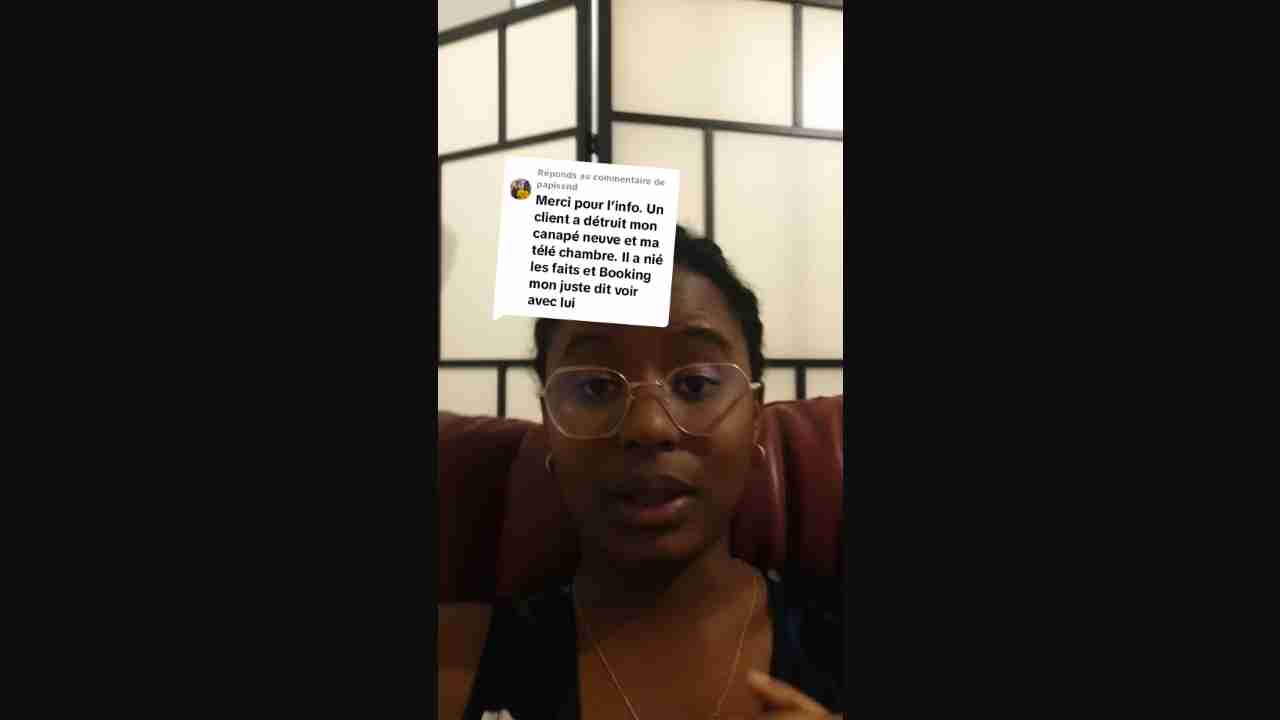 Réponds au commentaire de
papissnd
Merci pour l'info. Un
client a détruit mon
canapé neuve et ma
télé chambre. Il a nié
les faits et Booking
mon juste dit voir
avec lui